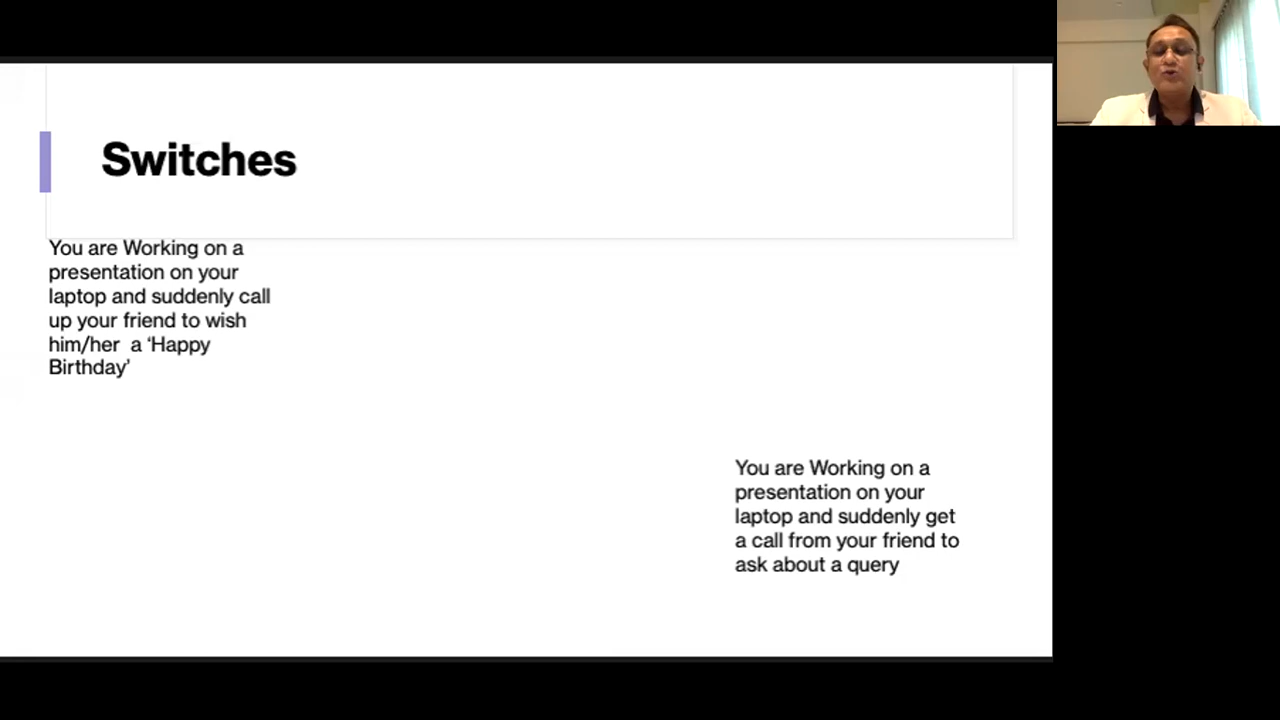 Switches
You are Working on a
presentation on your
laptop and suddenly call
up your friend to wish
him/her  a ‘Happy
Birthday’
You are Working on a
presentation on your
laptop and suddenly get
a call from your friend to
ask about a query